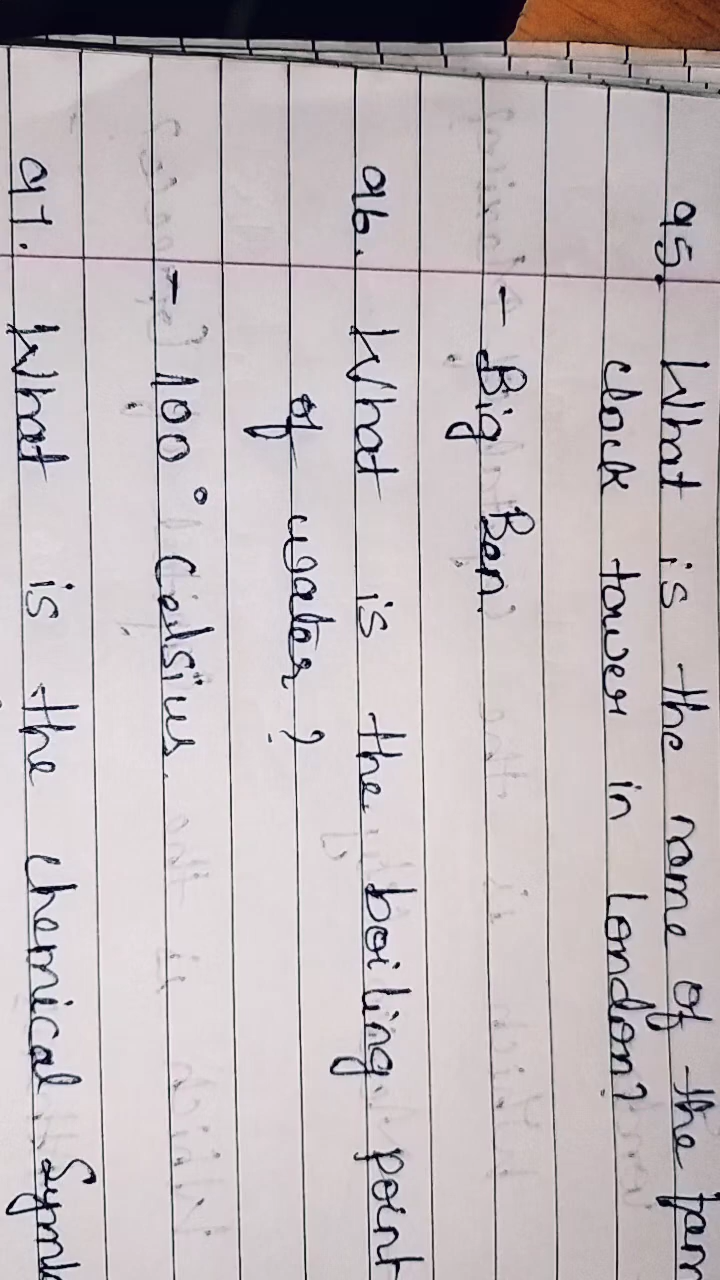 95. What is the name of the fam
clock tower in London?
- Big Ben.
96. What is the boiling point
of water?
- 100° Celsius.
97. What is the chemical Symb